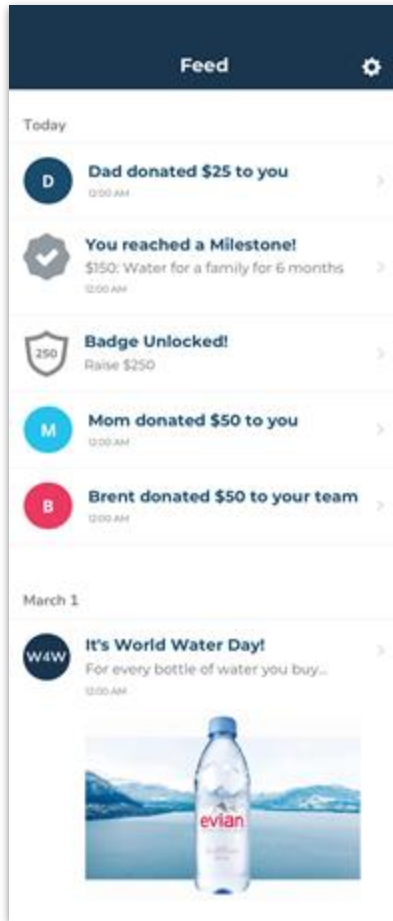 Feed
Today
D
Dad donated $25 to you
12:00 AM
You reached a Milestone!
$150: Water for a family for 6 months
12:00 AM
250
Badge Unlocked!
Raise $250
M
Mom donated $50 to you
12:00 AM
B
Brent donated $50 to your team
12:00 AM
March 1
W4W
It's World Water Day!
For every bottle of water you buy...
12:00 AM
evian